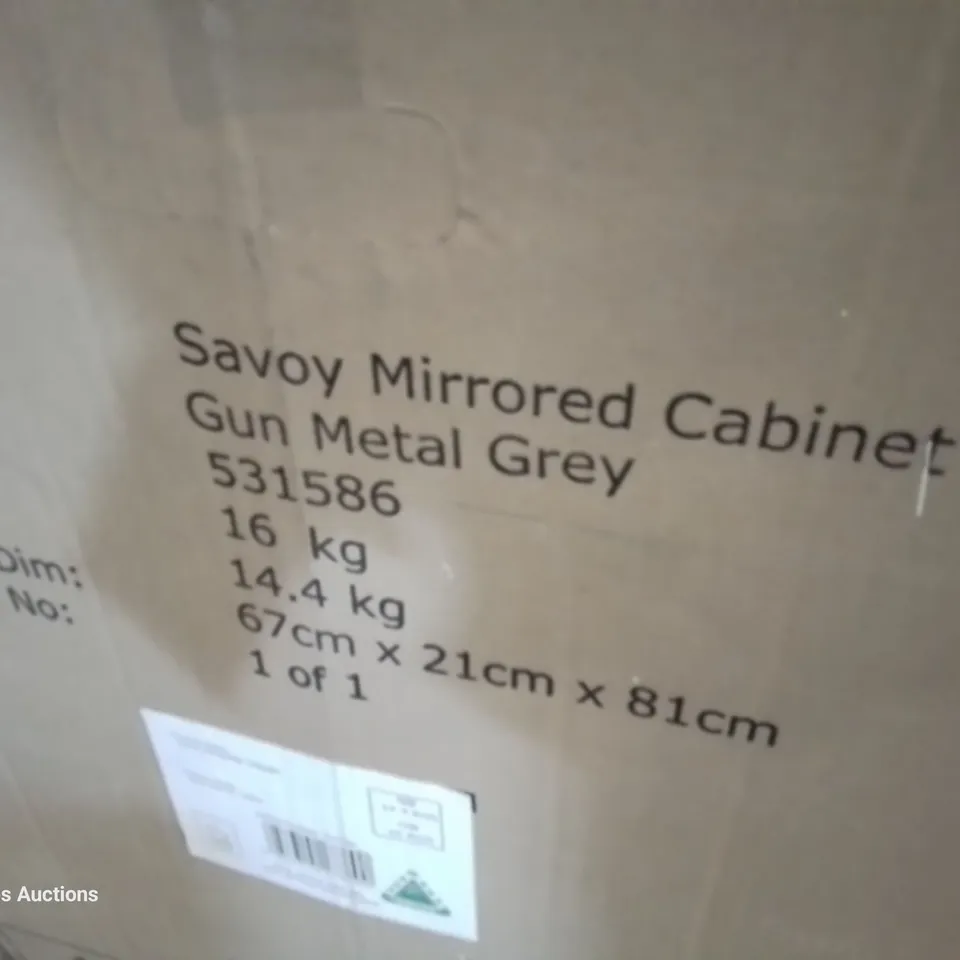 Savoy Mirrored Cabinet
Gun Metal Grey
531586
16 kg
14.4 kg
Dim: 67cm x 21cm x 81cm
No: 1 of 1
s Auctions